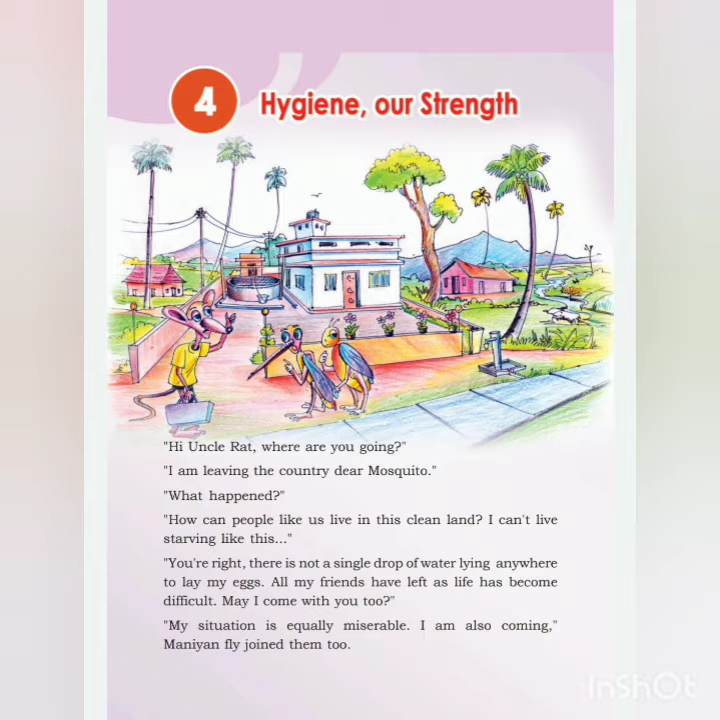 4
Hygiene, our Strength
"Hi Uncle Rat, where are you going?"
"I am leaving the country dear Mosquito."
"What happened?"
"How can people like us live in this clean land? I can't live
starving like this..."
"You're right, there is not a single drop of water lying anywhere
to lay my eggs. All my friends have left as life has become
difficult. May I come with you too?"
"My situation is equally miserable. I am also coming,"
Maniyan fly joined them too.
InShOt